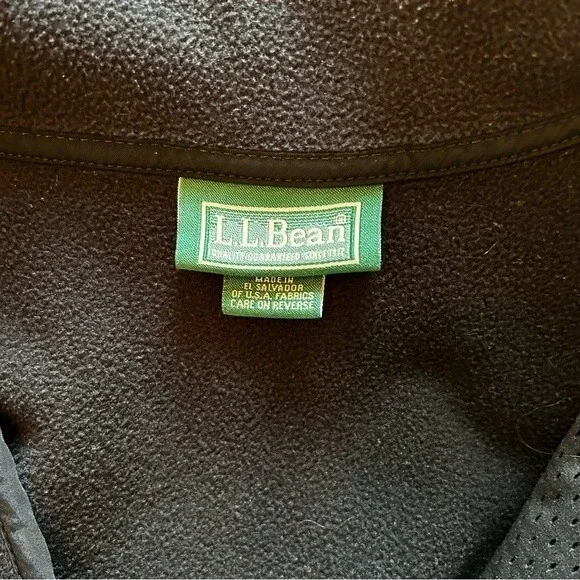 L.L.Bean®
QUALITY GUARANTEED SINCE 1912
MADE IN
EL SALVADOR
OF U.S.A. FABRICS
CARE ON REVERSE